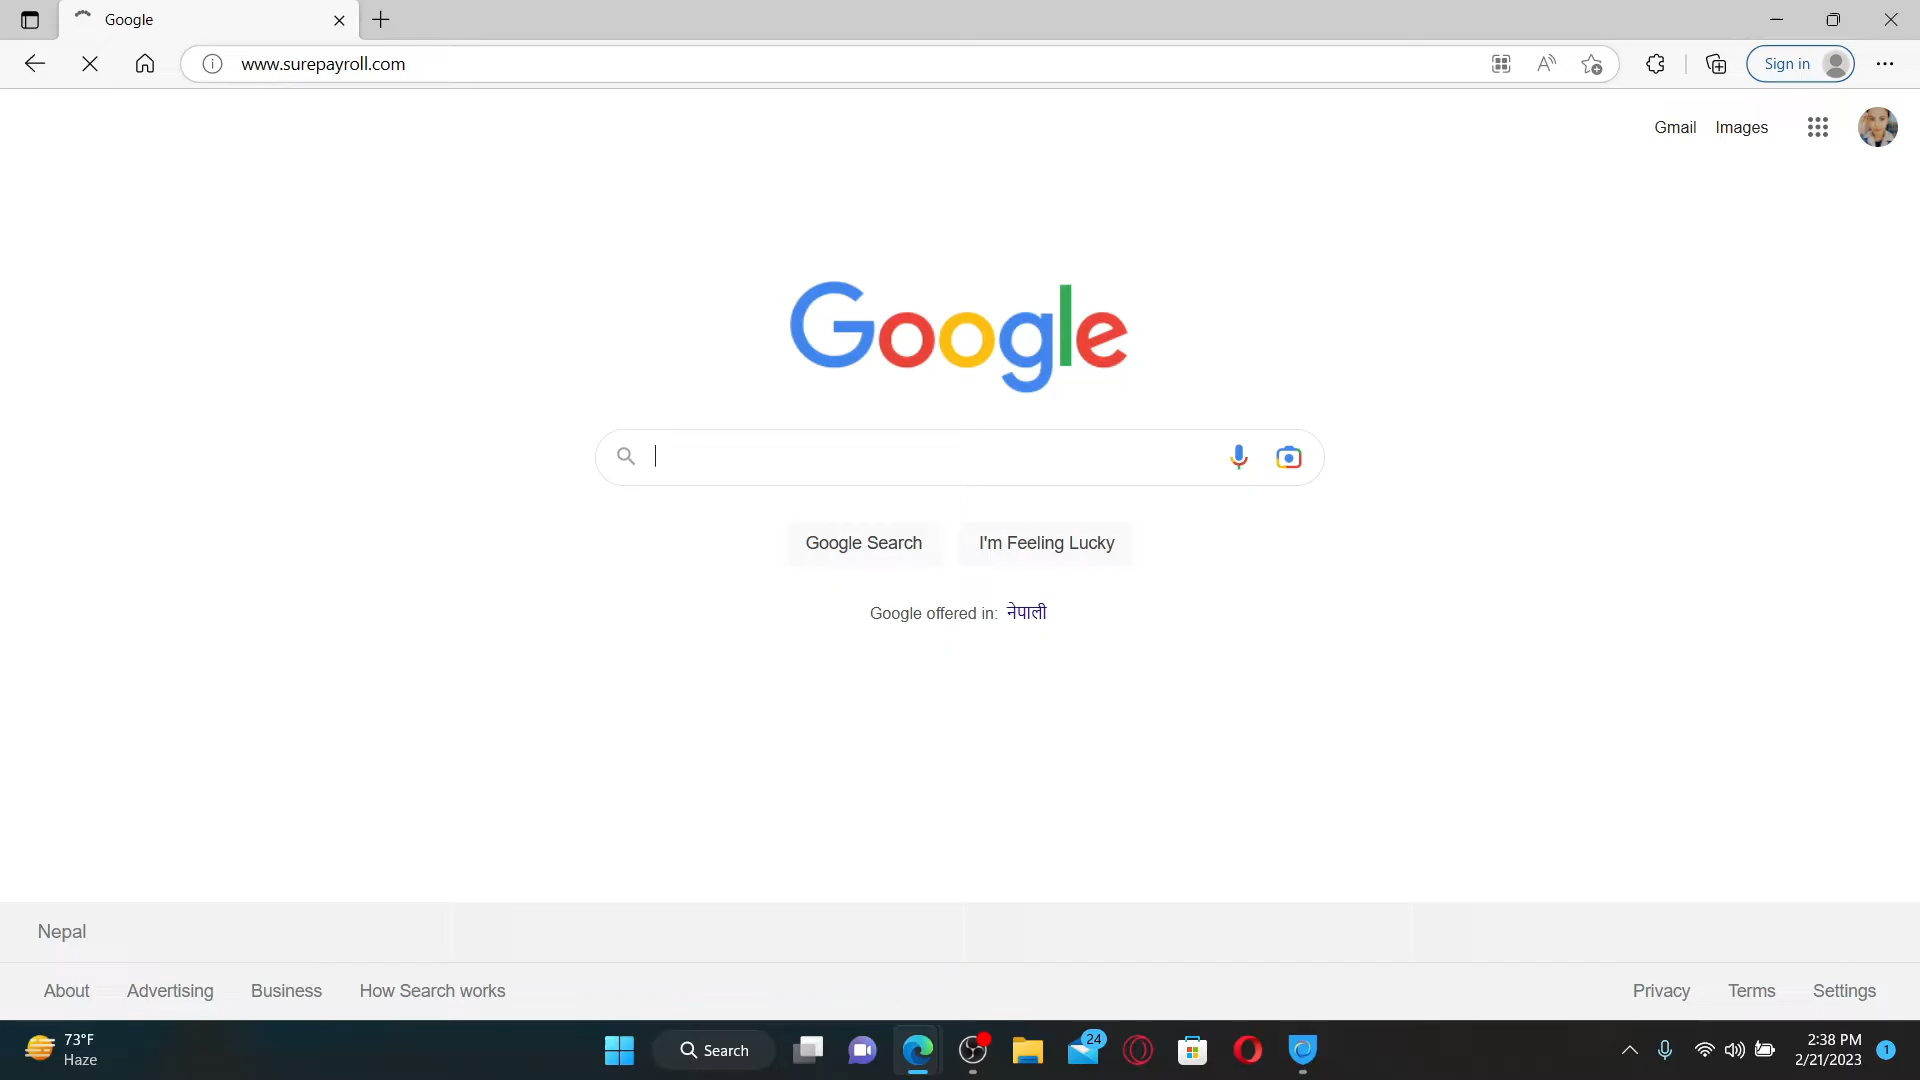 Google
www.surepayroll.com
Sign in
Gmail Images
Google
Google Search I'm Feeling Lucky
Google offered in: नेपाली
Nepal
About Advertising Business How Search works Privacy Terms Settings
73°F
Haze
Search
24
2:38 PM
2/21/2023
1